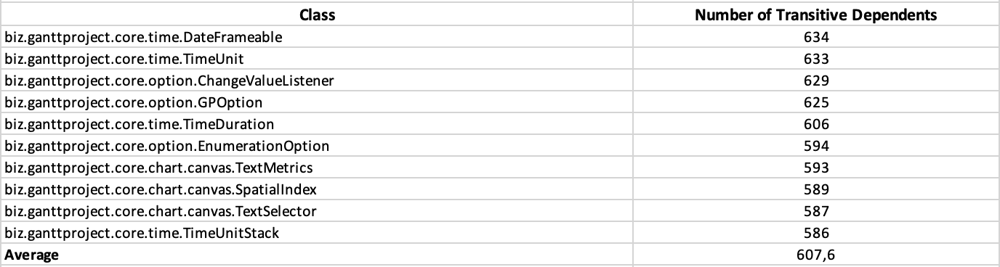 Class Number of Transitive Dependents
biz.ganttproject.core.time.DateFrameable 634
biz.ganttproject.core.time.TimeUnit 633
biz.ganttproject.core.option.ChangeValueListener 629
biz.ganttproject.core.option.GPOption 625
biz.ganttproject.core.time.TimeDuration 606
biz.ganttproject.core.option.EnumerationOption 594
biz.ganttproject.core.chart.canvas.TextMetrics 593
biz.ganttproject.core.chart.canvas.SpatialIndex 589
biz.ganttproject.core.chart.canvas.TextSelector 587
biz.ganttproject.core.time.TimeUnitStack 586
Average 607,6